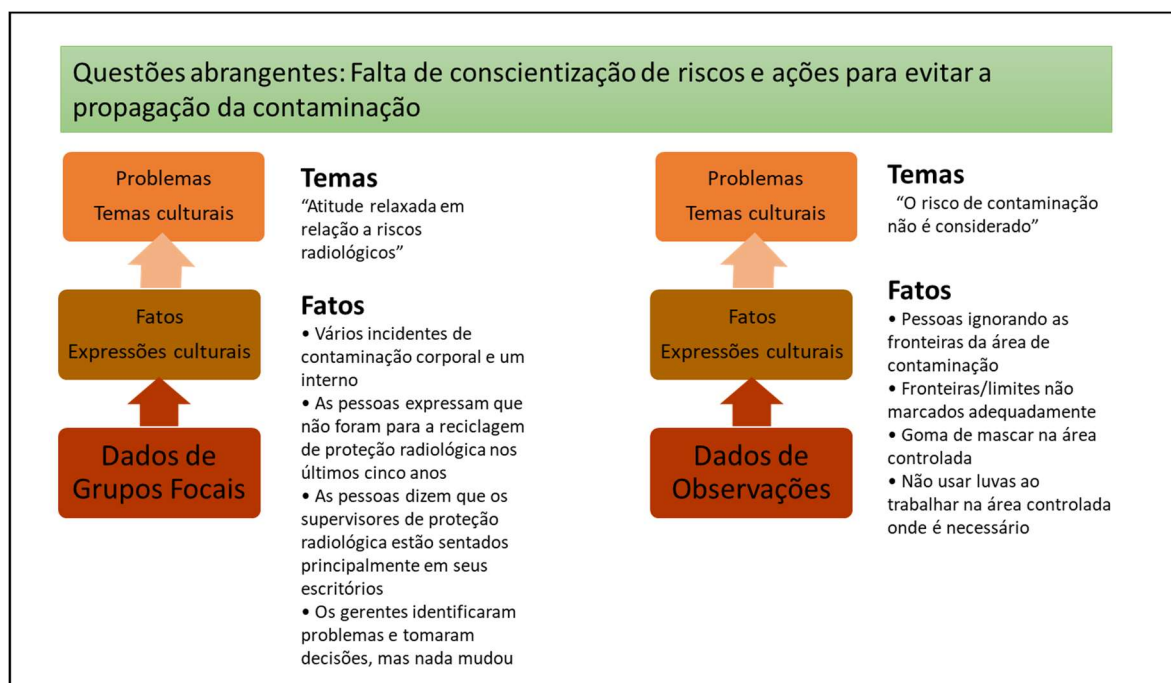 Questões abrangentes: Falta de conscientização de riscos e ações para evitar a
propagação da contaminação
Problemas
Temas culturais
Fatos
Expressões culturais
Dados de
Grupos Focais
Temas
“Atitude relaxada em
relação a riscos
radiológicos”
Fatos
• Vários incidentes de
contaminação corporal e um
interno
• As pessoas expressam que
não foram para a reciclagem
de proteção radiológica nos
últimos cinco anos
• As pessoas dizem que os
supervisores de proteção
radiológica estão sentados
principalmente em seus
escritórios
• Os gerentes identificaram
problemas e tomaram
decisões, mas nada mudou
Problemas
Temas culturais
Fatos
Expressões culturais
Dados de
Observações
Temas
“O risco de contaminação
não é considerado”
Fatos
• Pessoas ignorando as
fronteiras da área de
contaminação
• Fronteiras/limites não
marcados adequadamente
• Goma de mascar na área
controlada
• Não usar luvas ao
trabalhar na área controlada
onde é necessário